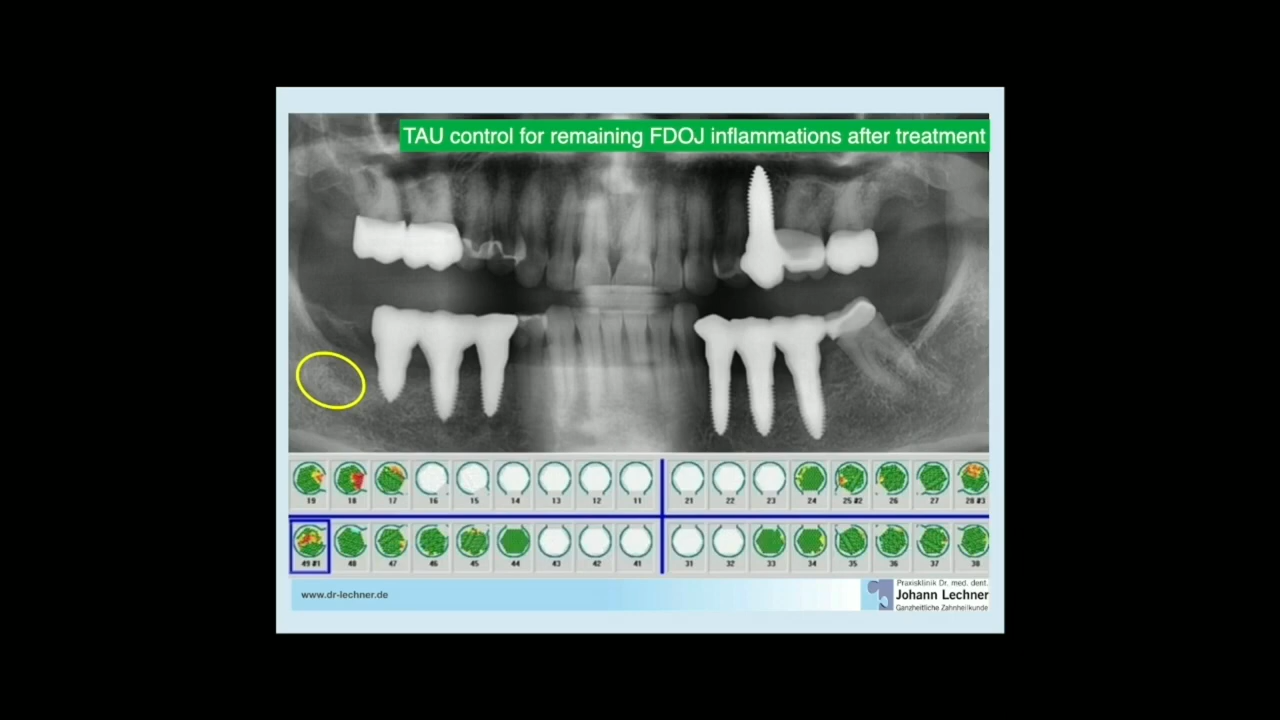 TAU control for remaining FDOJ inflammations after treatment
19 18 17 16 15 14 13 12 11 21 22 23 24 25 #2 26 27 28 #3
49 #1 48 47 46 45 44 43 42 41 31 32 33 34 35 36 37 38
www.dr-lechner.de
Praxisklinik Dr. med. dent.
Johann Lechner
Ganzheitliche Zahnheilkunde